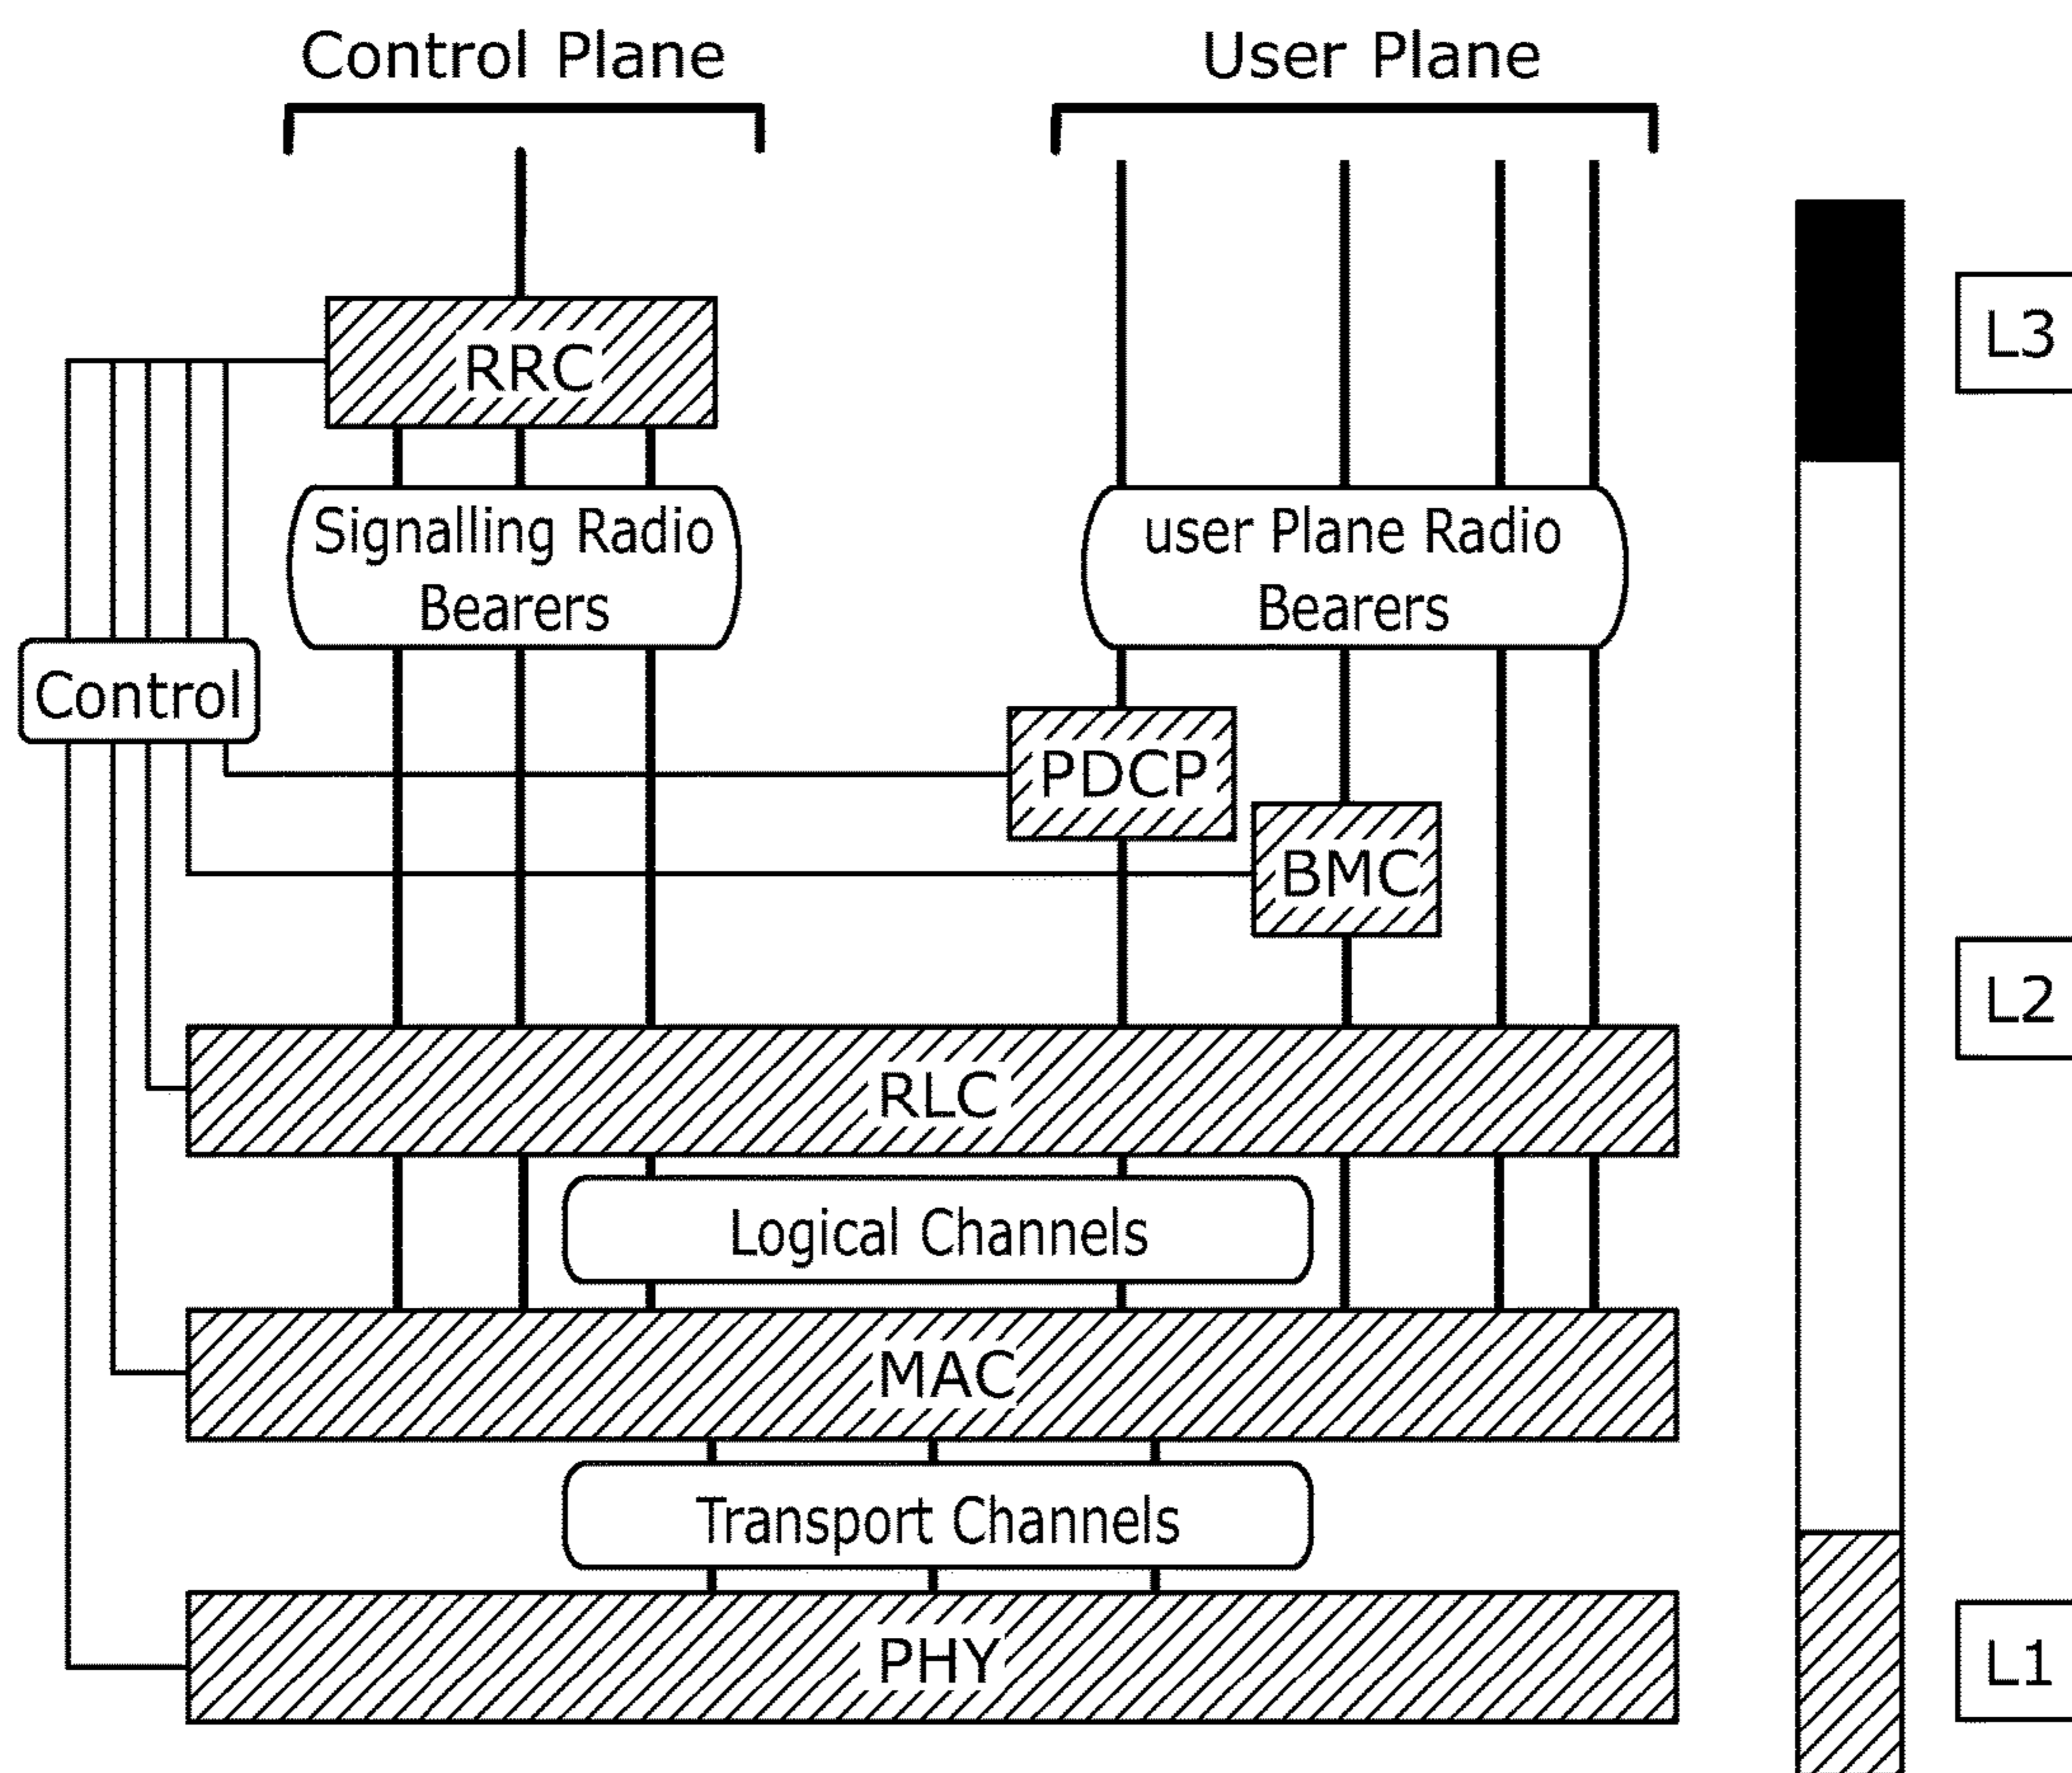 Control Plane
User Plane
L3
RRC
Signalling Radio
Bearers
user Plane Radio
Bearers
Control
PDCP
BMC
L2
RLC
Logical Channels
MAC
Transport Channels
PHY
L1